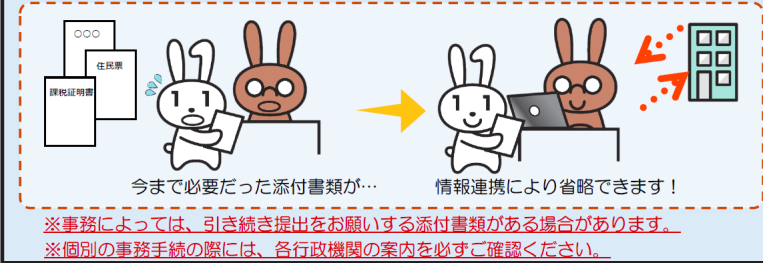 ○○○
住民票
課税証明書
今まで必要だった添付書類が…
情報連携により省略できます！
※事務によっては、引き続き提出をお願いする添付書類がある場合があります。
※個別の事務手続の際には、各行政機関の案内を必ずご確認ください。